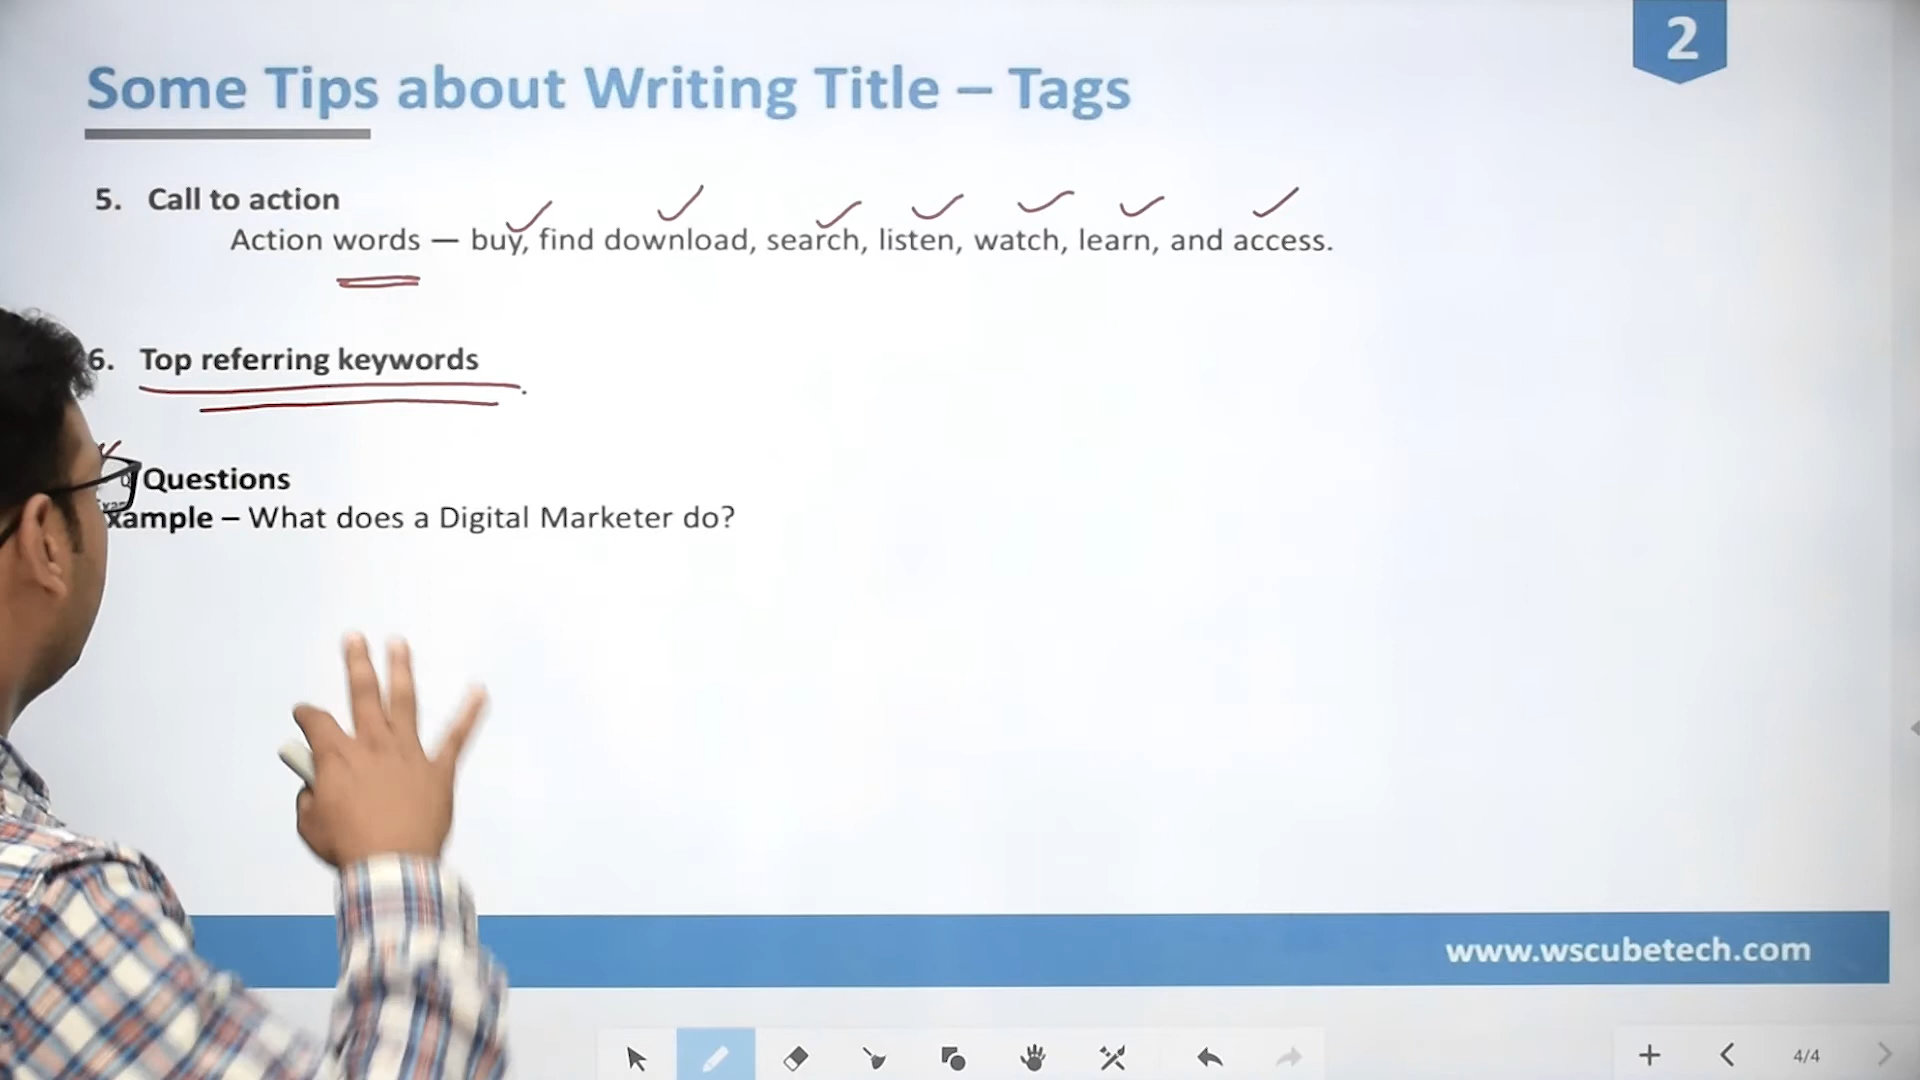 2
Some Tips about Writing Title – Tags
5. Call to action
Action words — buy, find download, search, listen, watch, learn, and access.
6. Top referring keywords
Questions
xample – What does a Digital Marketer do?
www.wscubetech.com
4/4